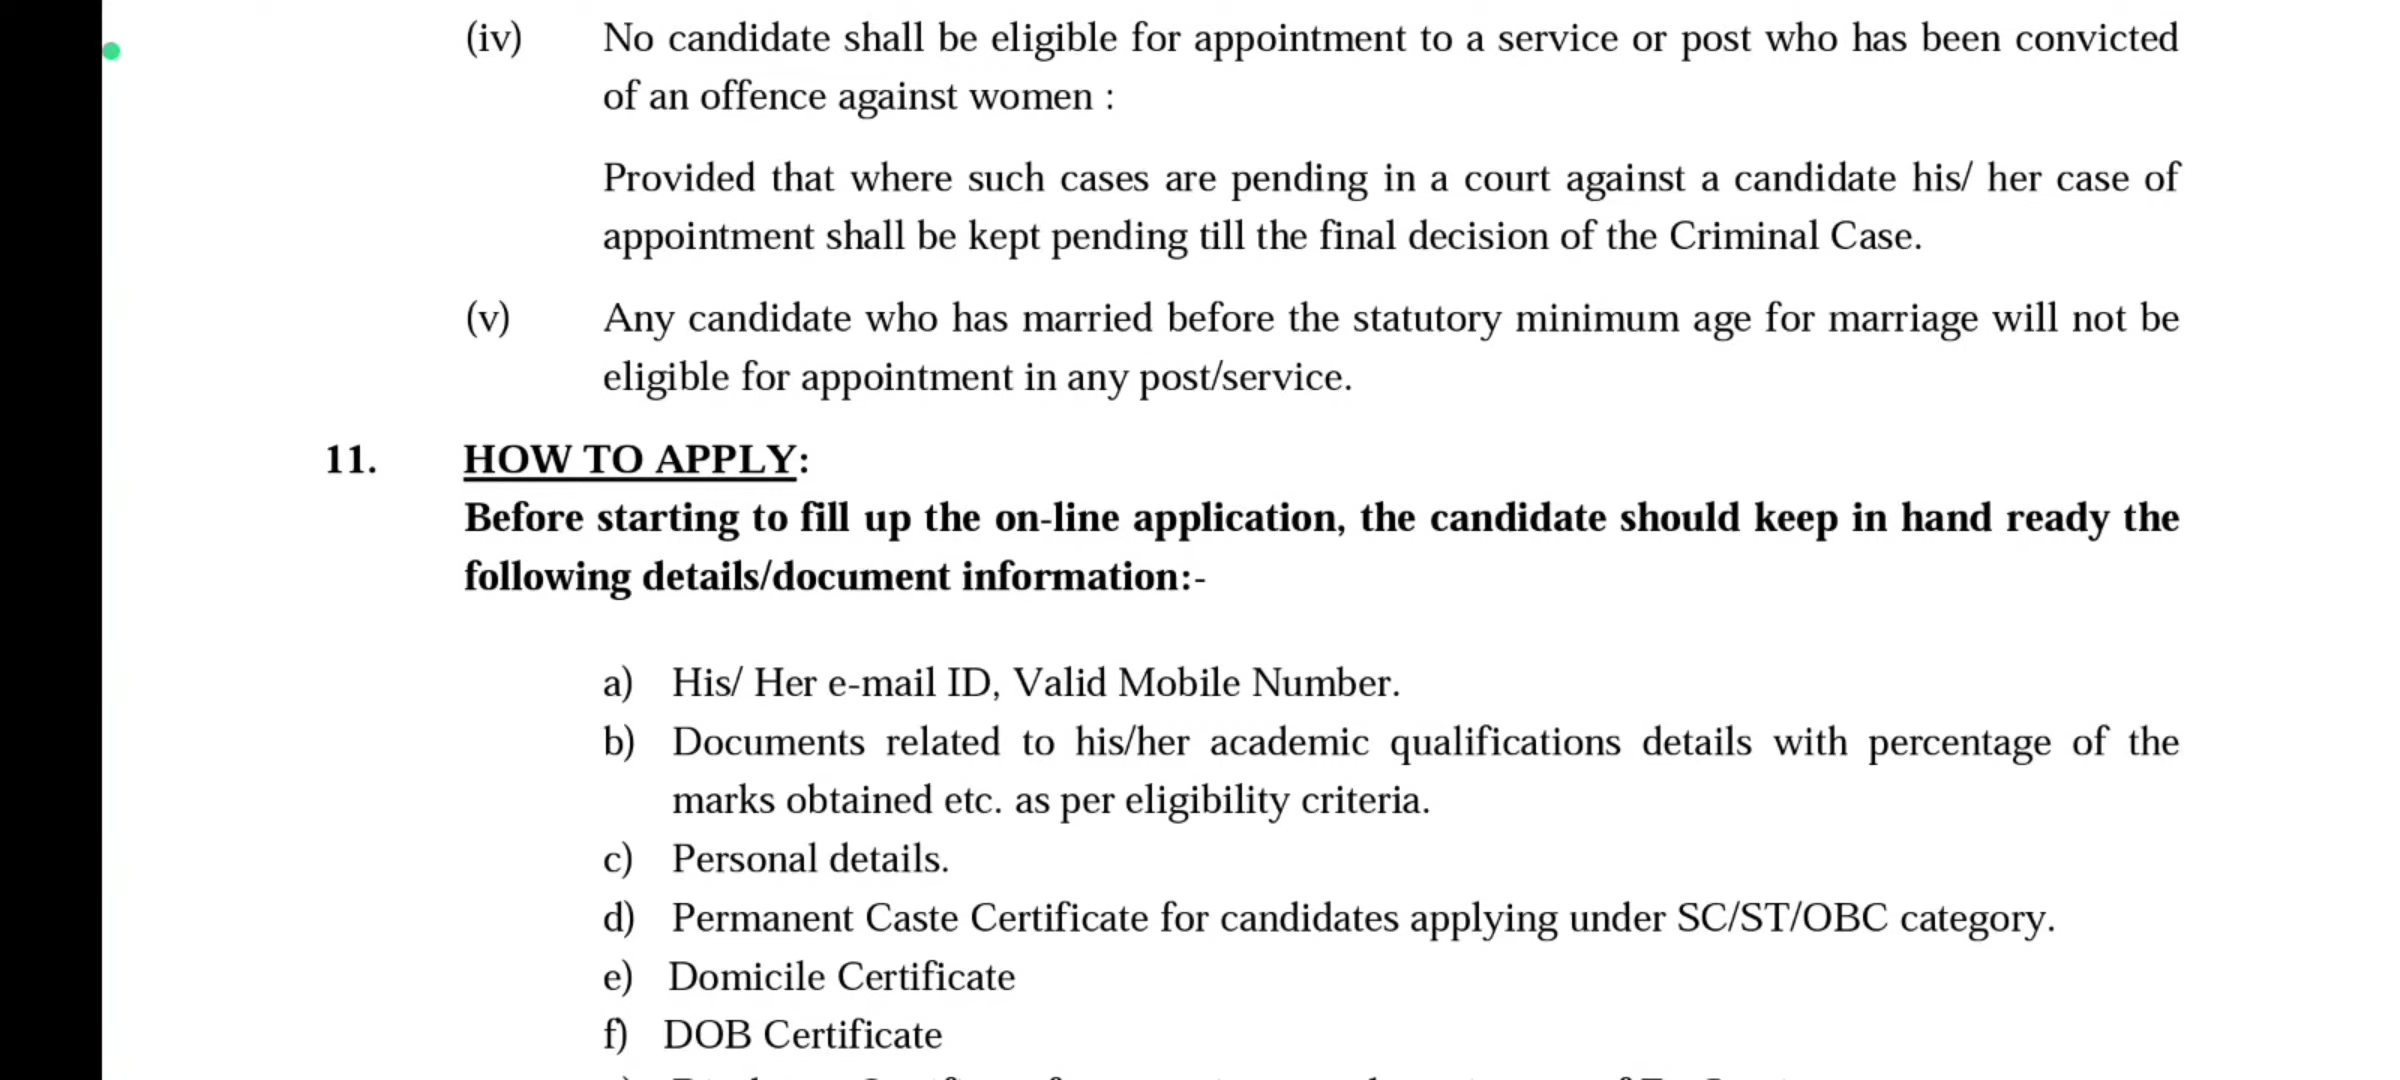 (iv) No candidate shall be eligible for appointment to a service or post who has been convicted
of an offence against women :
Provided that where such cases are pending in a court against a candidate his/ her case of
appointment shall be kept pending till the final decision of the Criminal Case.
(v) Any candidate who has married before the statutory minimum age for marriage will not be
eligible for appointment in any post/service.
11. HOW TO APPLY:
Before starting to fill up the on-line application, the candidate should keep in hand ready the
following details/document information:-
a) His/ Her e-mail ID, Valid Mobile Number.
b) Documents related to his/her academic qualifications details with percentage of the
marks obtained etc. as per eligibility criteria.
c) Personal details.
d) Permanent Caste Certificate for candidates applying under SC/ST/OBC category.
e) Domicile Certificate
f) DOB Certificate